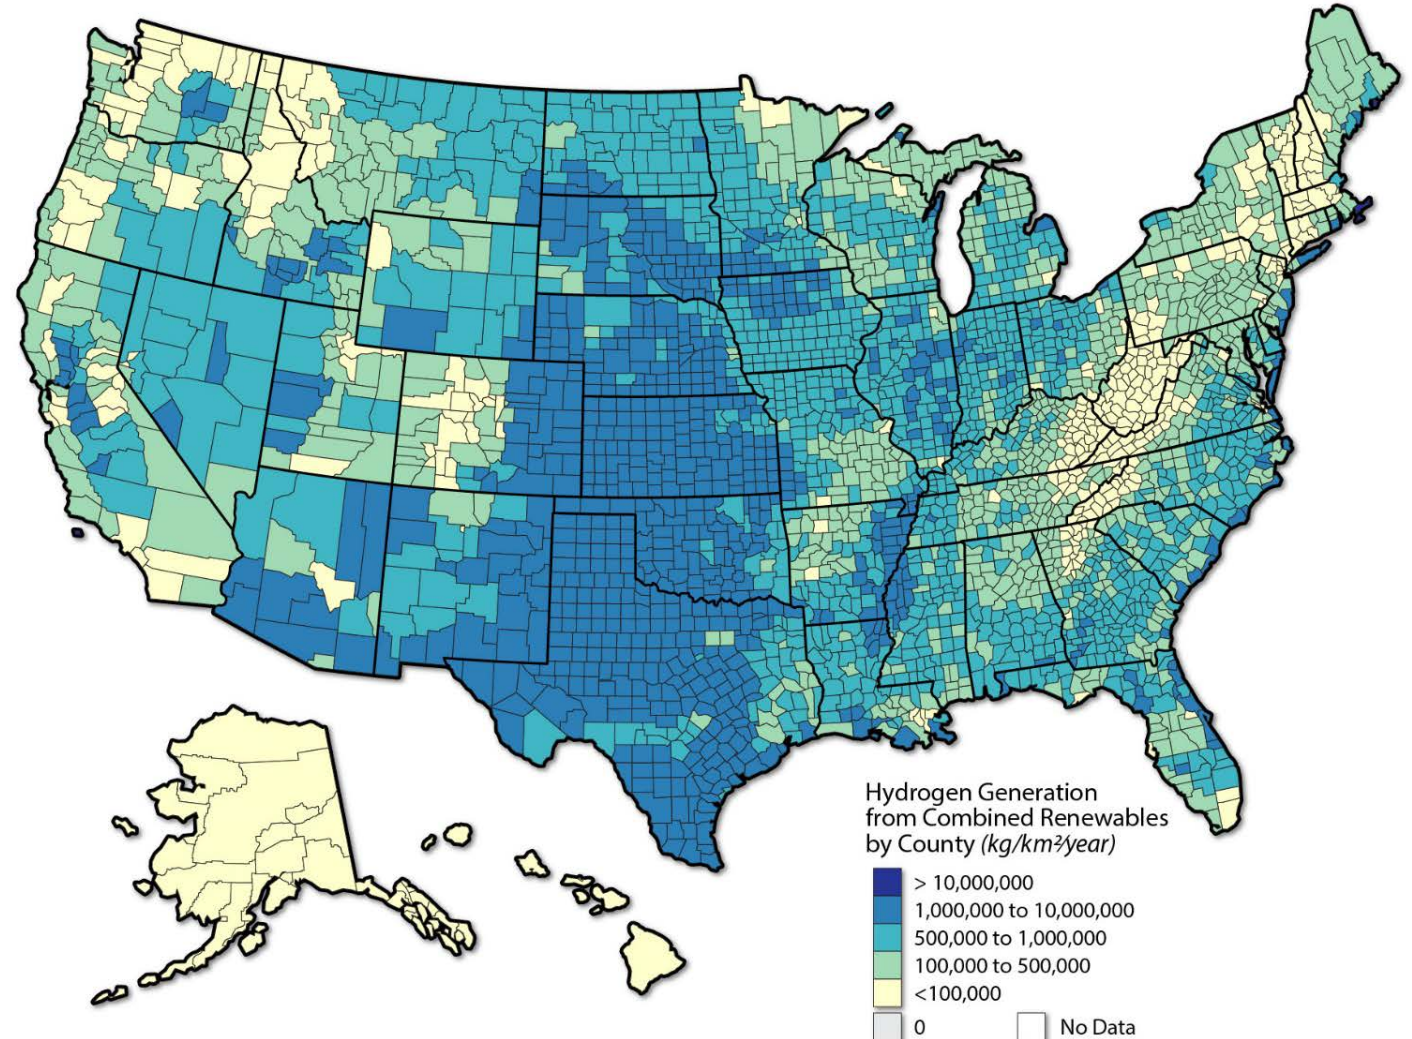 Hydrogen Generation
from Combined Renewables
by County (kg/km²/year)
> 10,000,000
1,000,000 to 10,000,000
500,000 to 1,000,000
100,000 to 500,000
<100,000
0 No Data